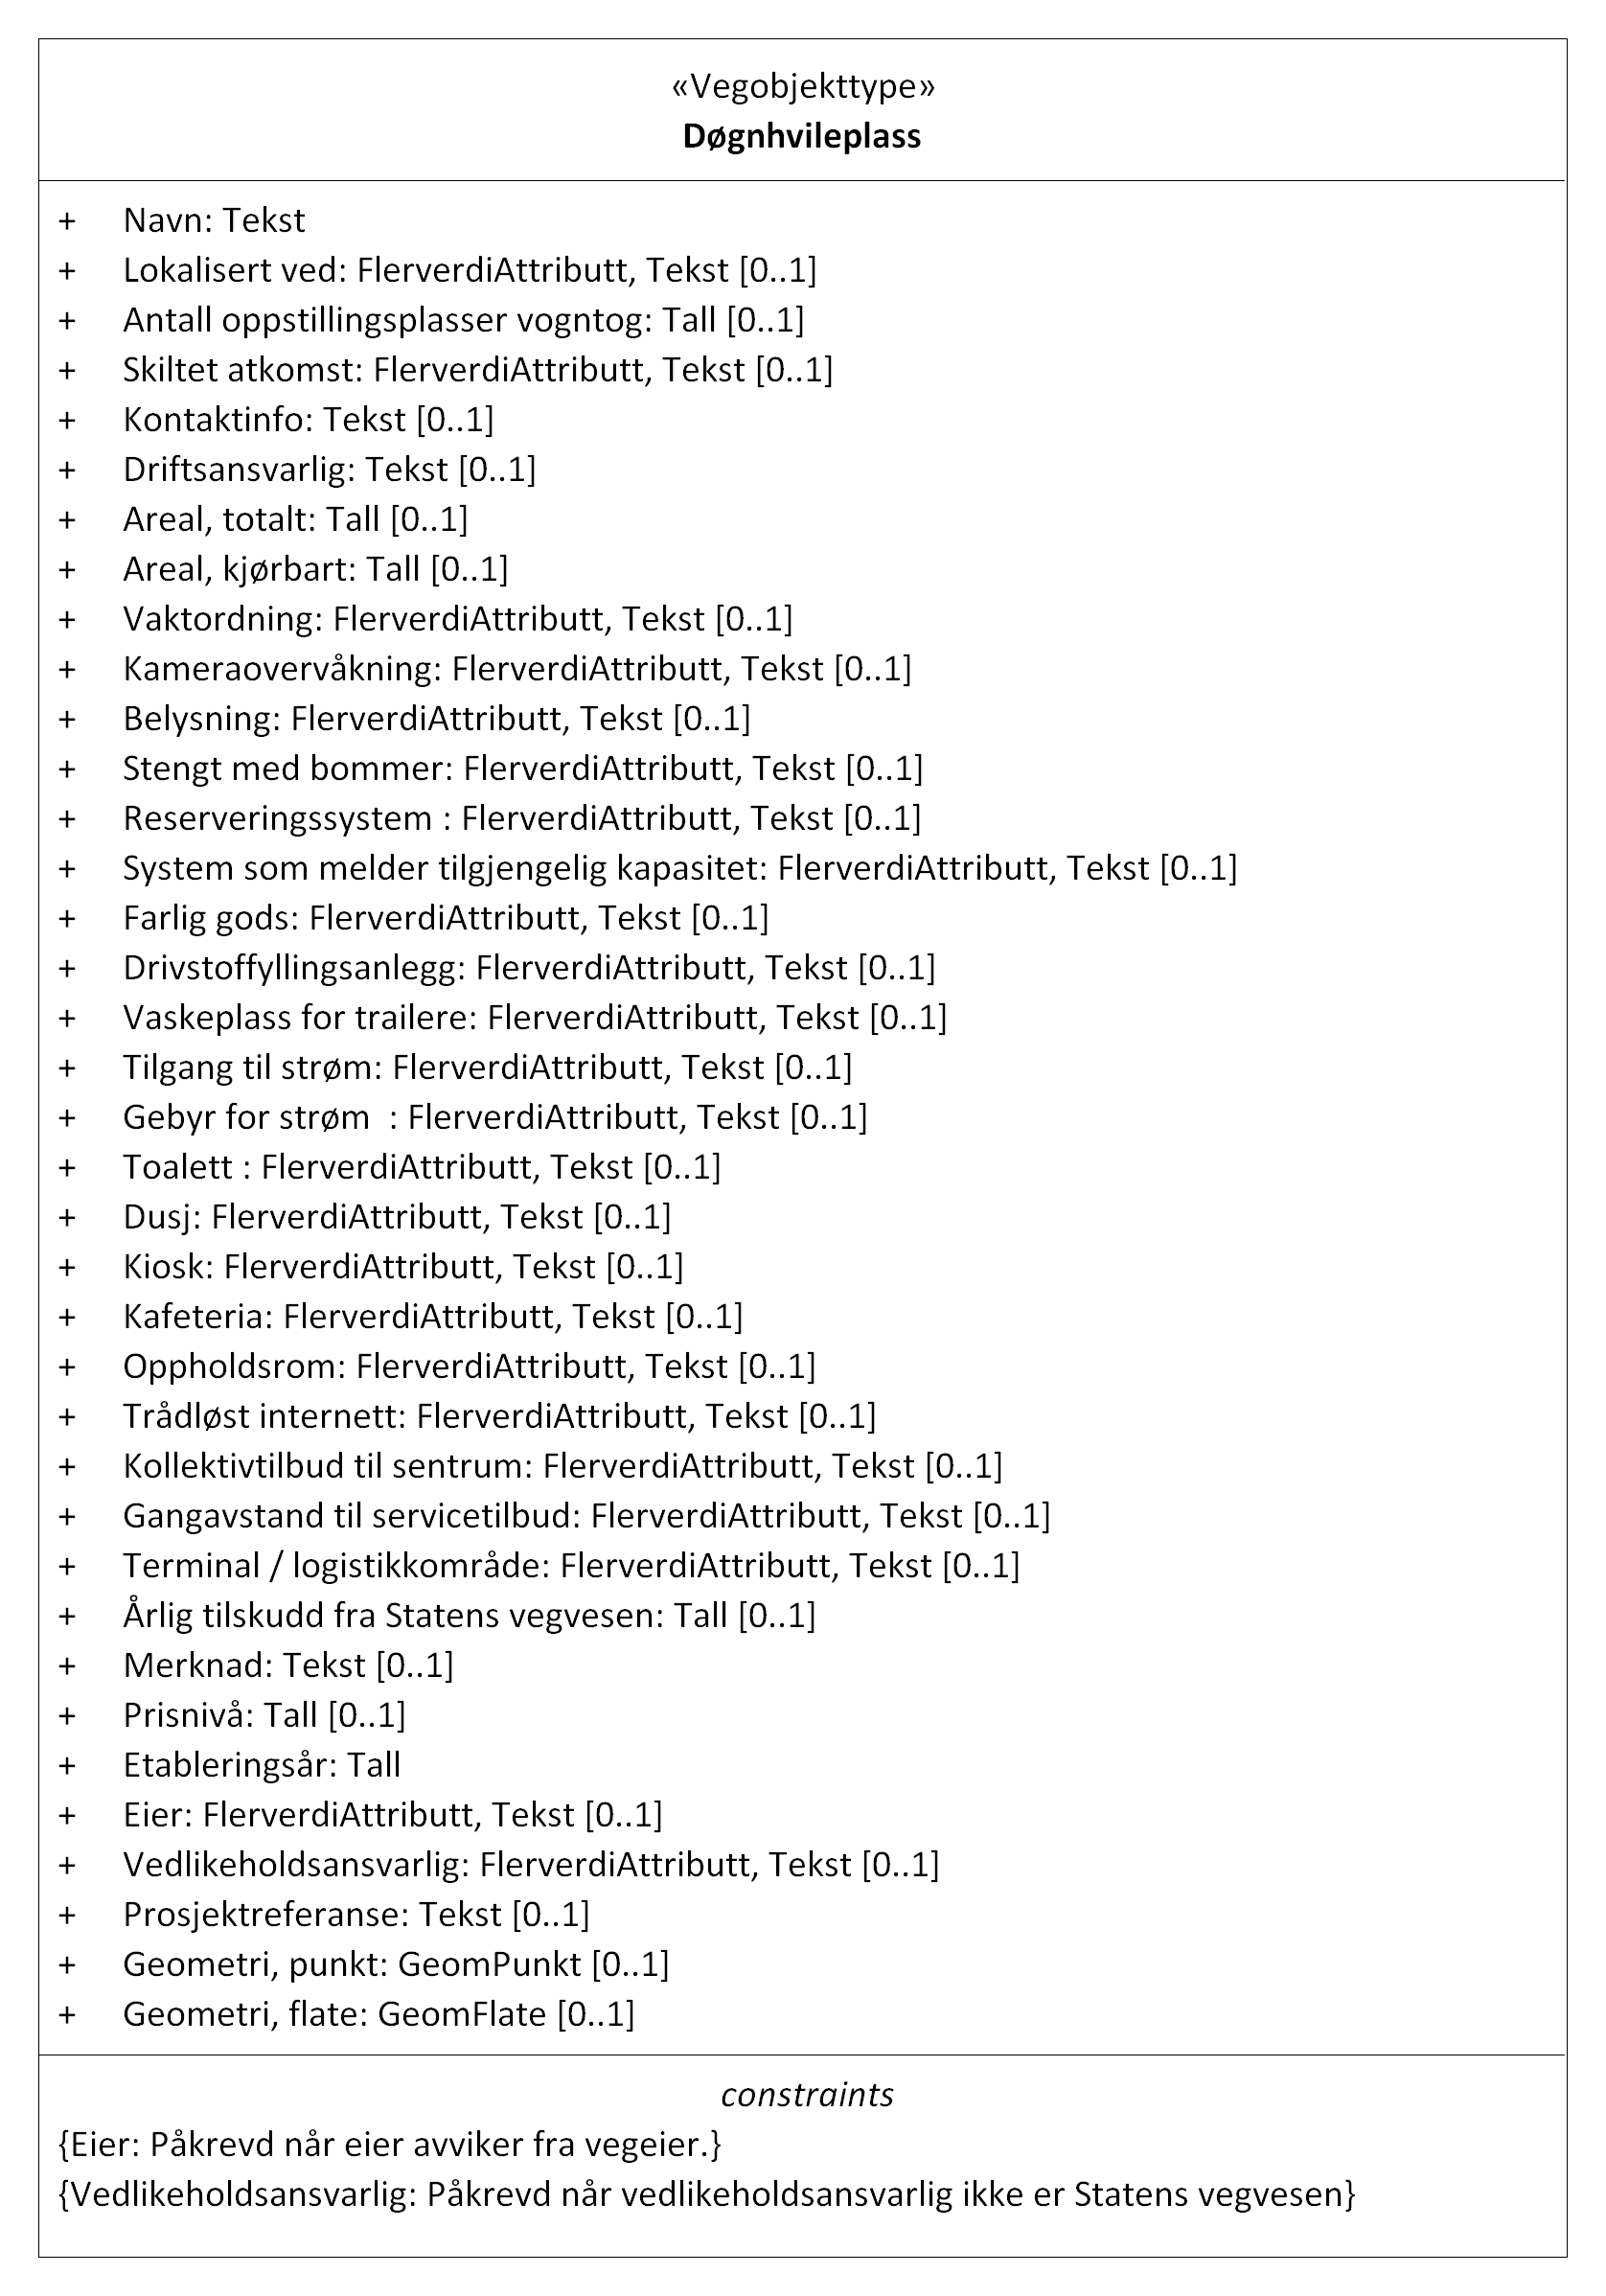 «Vegobjekttype»
Døgnhvileplass
+ Navn: Tekst
+ Lokalisert ved: FlerverdiAttributt, Tekst [0..1]
+ Antall oppstillingsplasser vogntog: Tall [0..1]
+ Skiltet atkomst: FlerverdiAttributt, Tekst [0..1]
+ Kontaktinfo: Tekst [0..1]
+ Driftsansvarlig: Tekst [0..1]
+ Areal, totalt: Tall [0..1]
+ Areal, kjørbart: Tall [0..1]
+ Vaktordning: FlerverdiAttributt, Tekst [0..1]
+ Kameraovervåkning: FlerverdiAttributt, Tekst [0..1]
+ Belysning: FlerverdiAttributt, Tekst [0..1]
+ Stengt med bommer: FlerverdiAttributt, Tekst [0..1]
+ Reserveringssystem : FlerverdiAttributt, Tekst [0..1]
+ System som melder tilgjengelig kapasitet: FlerverdiAttributt, Tekst [0..1]
+ Farlig gods: FlerverdiAttributt, Tekst [0..1]
+ Drivstoffyllingsanlegg: FlerverdiAttributt, Tekst [0..1]
+ Vaskeplass for trailere: FlerverdiAttributt, Tekst [0..1]
+ Tilgang til strøm: FlerverdiAttributt, Tekst [0..1]
+ Gebyr for strøm  : FlerverdiAttributt, Tekst [0..1]
+ Toalett : FlerverdiAttributt, Tekst [0..1]
+ Dusj: FlerverdiAttributt, Tekst [0..1]
+ Kiosk: FlerverdiAttributt, Tekst [0..1]
+ Kafeteria: FlerverdiAttributt, Tekst [0..1]
+ Oppholdsrom: FlerverdiAttributt, Tekst [0..1]
+ Trådløst internett: FlerverdiAttributt, Tekst [0..1]
+ Kollektivtilbud til sentrum: FlerverdiAttributt, Tekst [0..1]
+ Gangavstand til servicetilbud: FlerverdiAttributt, Tekst [0..1]
+ Terminal / logistikkområde: FlerverdiAttributt, Tekst [0..1]
+ Årlig tilskudd fra Statens vegvesen: Tall [0..1]
+ Merknad: Tekst [0..1]
+ Prisnivå: Tall [0..1]
+ Etableringsår: Tall
+ Eier: FlerverdiAttributt, Tekst [0..1]
+ Vedlikeholdsansvarlig: FlerverdiAttributt, Tekst [0..1]
+ Prosjektreferanse: Tekst [0..1]
+ Geometri, punkt: GeomPunkt [0..1]
+ Geometri, flate: GeomFlate [0..1]
constraints
{Eier: Påkrevd når eier avviker fra vegeier.}
{Vedlikeholdsansvarlig: Påkrevd når vedlikeholdsansvarlig ikke er Statens vegvesen}